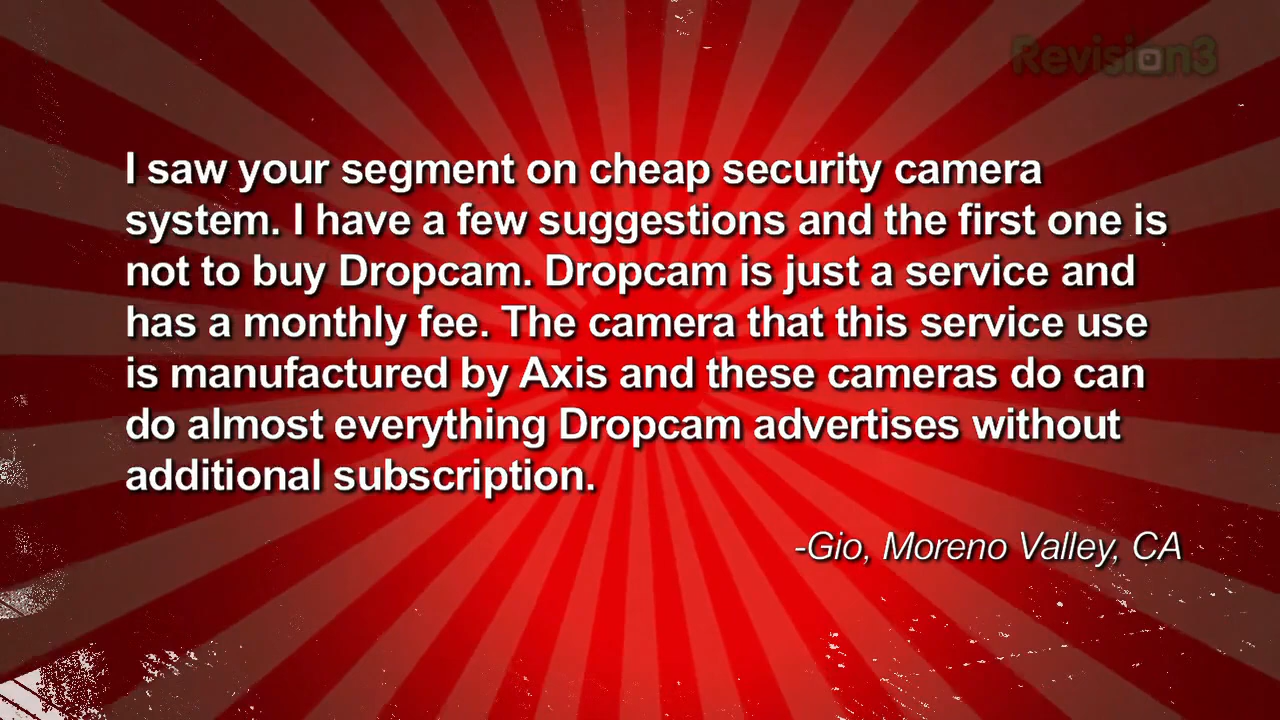 Revision3
I saw your segment on cheap security camera
system. I have a few suggestions and the first one is
not to buy Dropcam. Dropcam is just a service and
has a monthly fee. The camera that this service use
is manufactured by Axis and these cameras do can
do almost everything Dropcam advertises without
additional subscription.
-Gio, Moreno Valley, CA